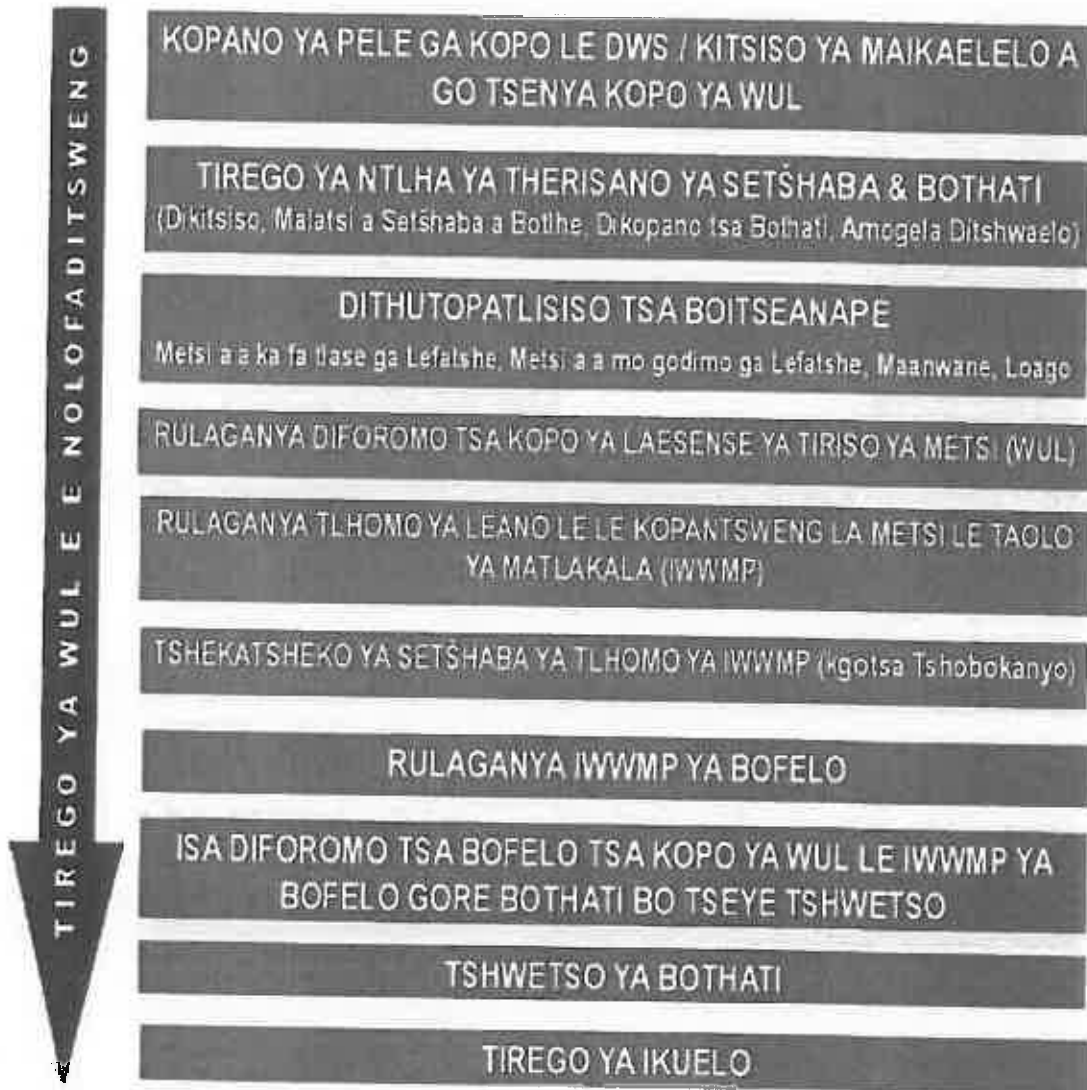 TIREGO YA WUL E E NOLOFADITSWENG
KOPANO YA PELE GA KOPO LE DWS / KITSISO YA MAIKAELELO A
GO TSENYA KOPO YA WUL
TIREGO YA NTLHA YA THERISANO YA SETŠHABA & BOTHATI
(Dikitsiso, Malatsi a Setšhaba a Botlhe, Dikopano tsa Bothati, Amogela Ditshwaelo)
DITHUTOPATLISISO TSA BOITSEANAPE
Metsi a a ka fa tlase ga Lefatshe, Metsi a a mo godimo ga Lefatshe, Maanwane, Loago
RULAGANYA DIFOROMO TSA KOPO YA LAESENSE YA TIRISO YA METSI (WUL)
RULAGANYA TLHOMO YA LEANO LE LE KOPANTSWENG LA METSI LE TAOLO
YA MATLAKALA (IWWMP)
TSHEKATSHEKO YA SETŠHABA YA TLHOMO YA IWWMP (kgotsa Tshobokanyo)
RULAGANYA IWWMP YA BOFELO
ISA DIFOROMO TSA BOFELO TSA KOPO YA WUL LE IWWMP YA
BOFELO GORE BOTHATI BO TSEYE TSHWETSO
TSHWETSO YA BOTHATI
TIREGO YA IKUELO